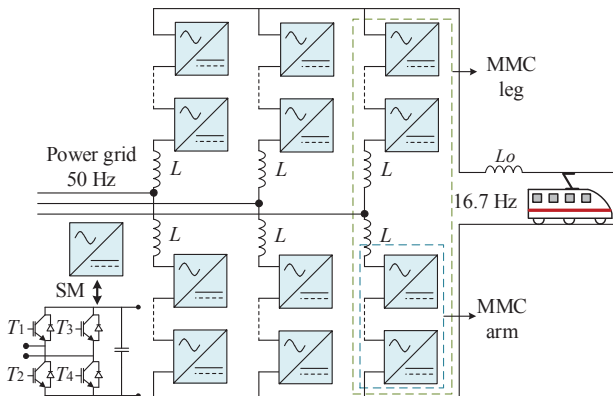 MMC
leg
Lo
Power grid
50 Hz
L
L
L
16.7 Hz
L
L
L
SM
T1
T3
T2
T4
MMC
arm